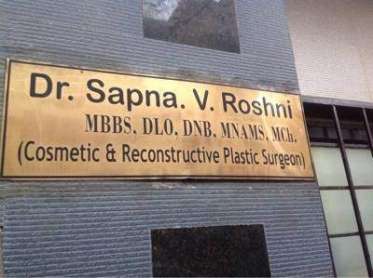 Dr. Sapna. V. Roshni
MBBS, DLO, DNB, MNAMS, MCh.
(Cosmetic & Reconstructive Plastic Surgeon)